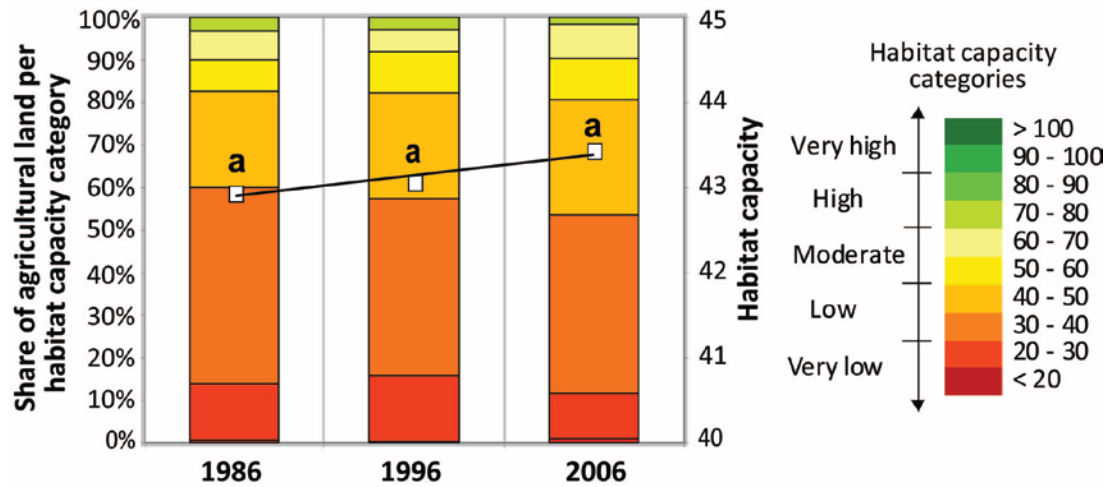 Share of agricultural land per
habitat capacity category
100%
90%
80%
70%
60%
50%
40%
30%
20%
10%
0%
a
a
a
1986
1996
2006
45
44
43
42
41
40
Habitat capacity
Habitat capacity
categories
Very high
High
Moderate
Low
Very low
> 100
90 - 100
80 - 90
70 - 80
60 - 70
50 - 60
40 - 50
30 - 40
20 - 30
< 20